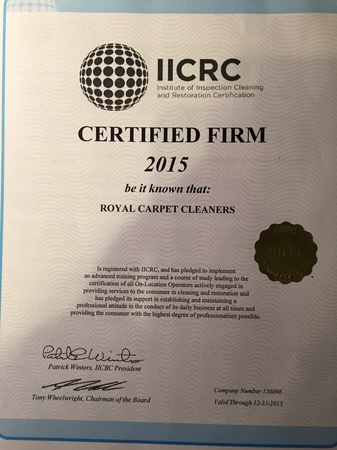 IICRC
Institute of Inspection Cleaning
and Restoration Certification
CERTIFIED FIRM
2015
be it known that:
ROYAL CARPET CLEANERS
Is registered with IICRC, and has pledged to implement
an advanced training program and a course of study leading to the
certification of all On-Location Operators actively engaged in
providing services to the consumer in cleaning and restoration and
has pledged its support in establishing and maintaining a
professional attitude in the conduct of its daily business at all times and
providing the consumer with the highest degree of professionalism possible.
IICRC
2015
Patrick Winters, IICRC President
Tony Wheelwright, Chairman of the Board
Company Number 156096
Valid Through 12-31-2015